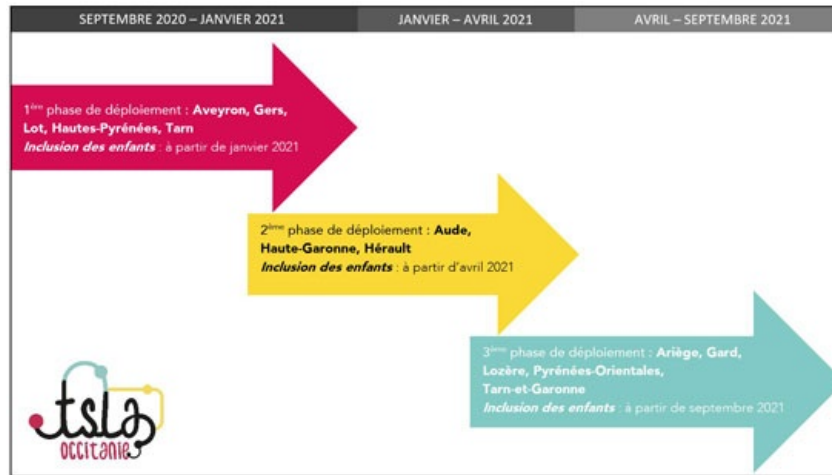 SEPTEMBRE 2020 – JANVIER 2021
JANVIER – AVRIL 2021
AVRIL – SEPTEMBRE 2021
1ère phase de déploiement : Aveyron, Gers,
Lot, Hautes-Pyrénées, Tarn
Inclusion des enfants : à partir de janvier 2021
2ème phase de déploiement : Aude,
Haute-Garonne, Hérault
Inclusion des enfants : à partir d'avril 2021
3ème phase de déploiement : Ariège, Gard,
Lozère, Pyrénées-Orientales,
Tarn-et-Garonne
Inclusion des enfants : à partir de septembre 2021
tsla
OCCITANIE